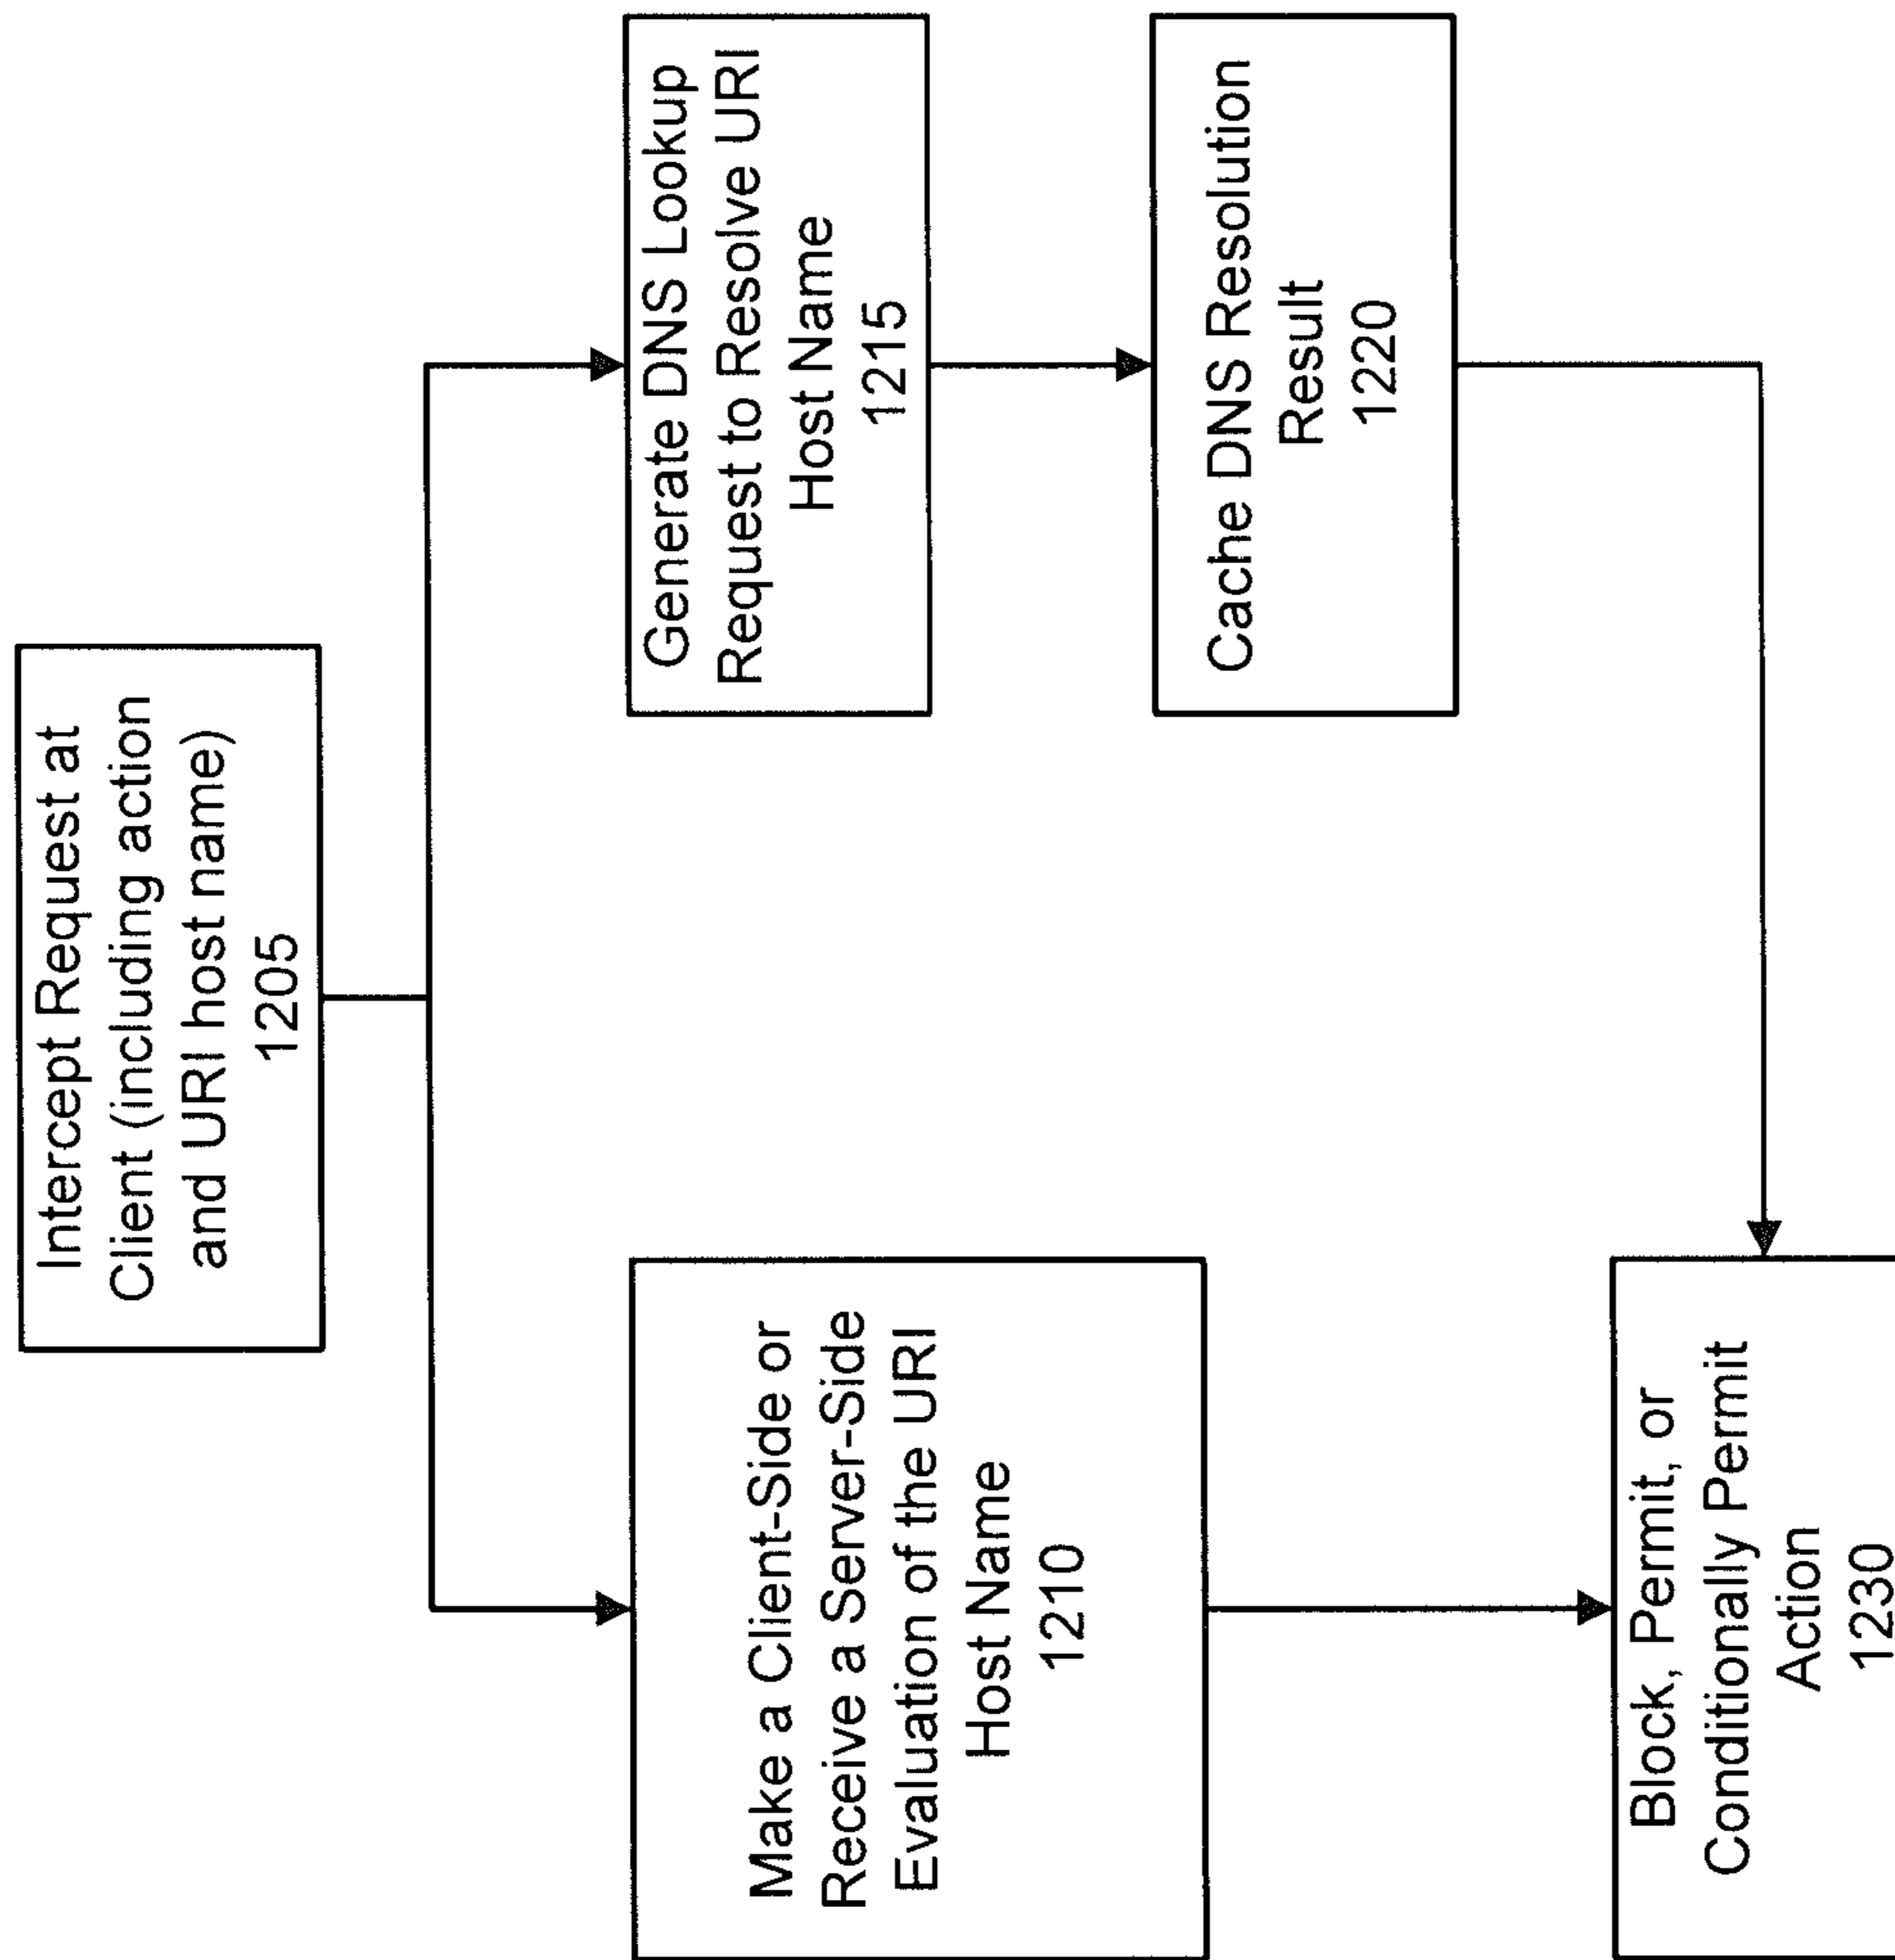 Intercept Request at
Client (including action
and URI host name)
1205
Make a Client-Side or
Receive a Server-Side
Evaluation of the URI
Host Name
1210
Generate DNS Lookup
Request to Resolve URI
Host Name
1215
Cache DNS Resolution
Result
1220
Block, Permit, or
Conditionally Permit
Action
1230